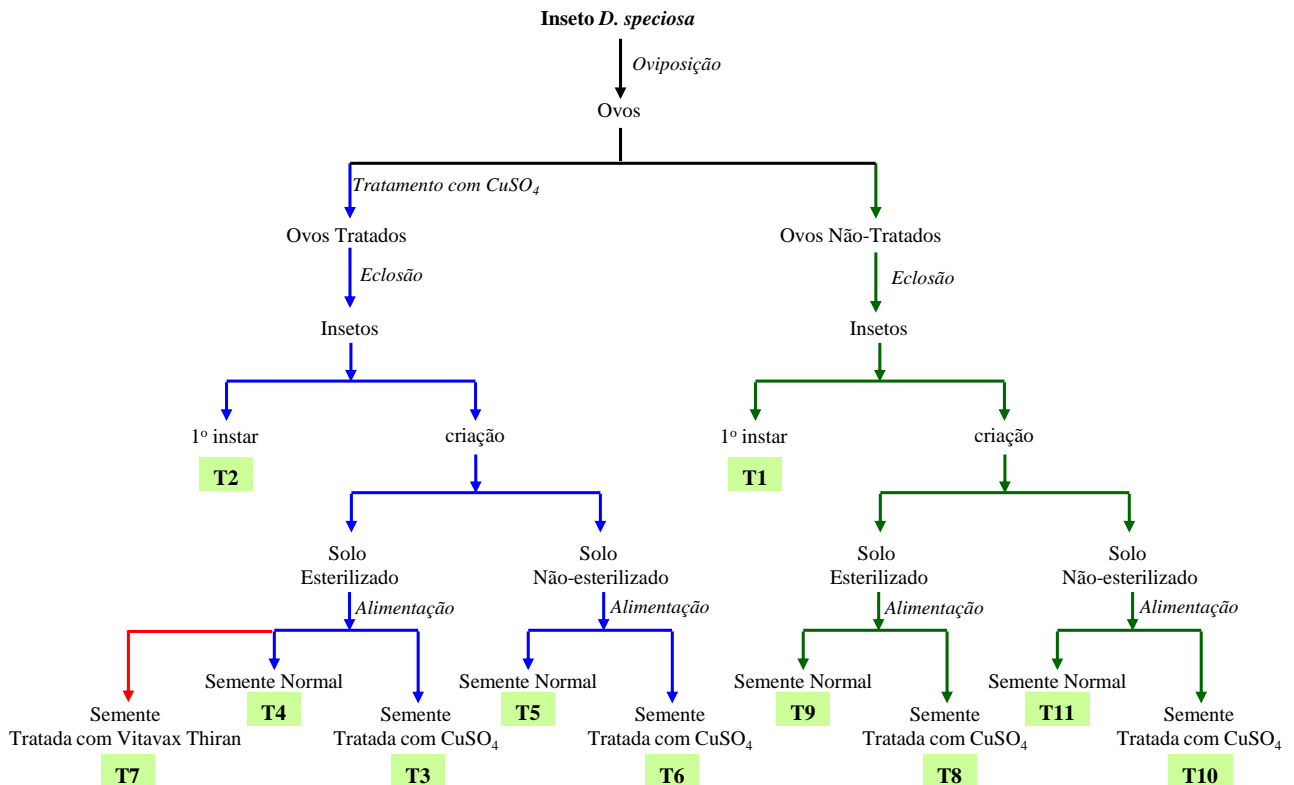 Inseto D. speciosa
Oviposição
Ovos
Tratamento com CuSO₄
Ovos Tratados
Ovos Não-Tratados
Eclosão
Eclosão
Insetos
Insetos
1º instar
criação
1º instar
criação
T2
T1
Solo
Esterilizado
Solo
Não-esterilizado
Solo
Esterilizado
Solo
Não-esterilizado
Alimentação
Alimentação
Alimentação
Alimentação
Semente Normal
Semente Normal
Semente Normal
Semente Normal
T4
T5
T9
T11
Semente
Tratada com Vitavax Thiran
Semente
Tratada com CuSO₄
Semente
Tratada com CuSO₄
Semente
Tratada com CuSO₄
Semente
Tratada com CuSO₄
T7
T3
T6
T8
T10